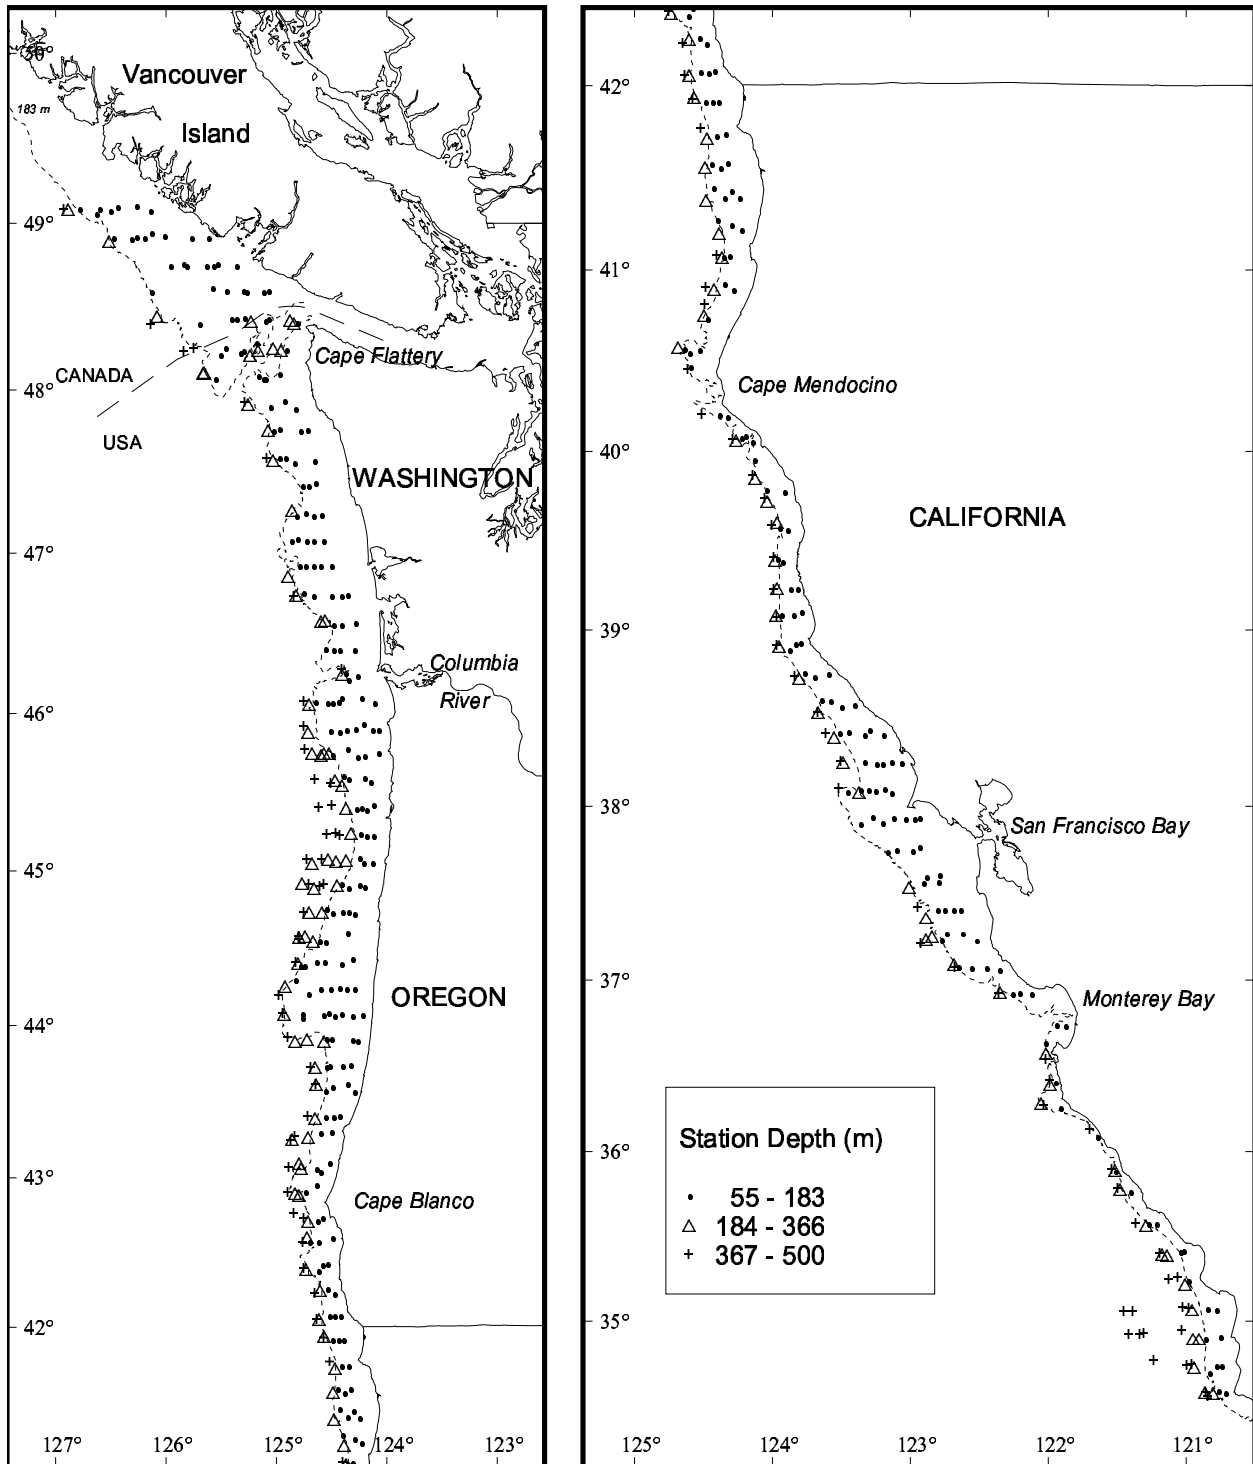 50°
Vancouver
183 m
Island
49°
Cape Flattery
CANADA
48°
USA
WASHINGTON
47°
Columbia
River
46°
45°
OREGON
44°
43°
Cape Blanco
42°
127°
126°
125°
124°
123°
42°
41°
Cape Mendocino
40°
CALIFORNIA
39°
38°
San Francisco Bay
37°
Monterey Bay
36°
Station Depth (m)
55 - 183
184 - 366
367 - 500
35°
125°
124°
123°
122°
121°